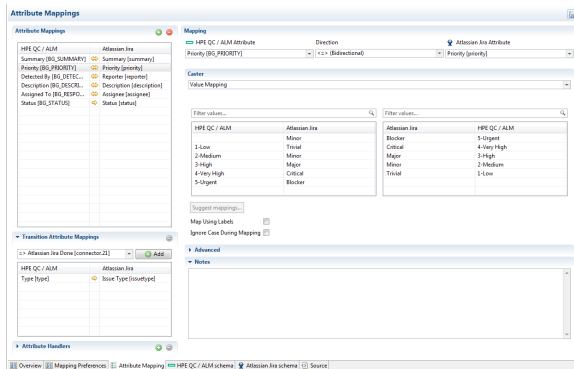 Attribute Mappings
Attribute Mappings
HPE QC / ALM Atlassian Jira
Summary [BG_SUMMARY] Summary [summary]
Priority [BG_PRIORITY] Priority [priority]
Detected By [BG_DETEC... Reporter [reporter]
Description [BG_DESCRI... Description [description]
Assigned To [BG_RESPO... Assignee [assignee]
Status [BG_STATUS] Status [status]
Transition Attribute Mappings
=> Atlassian Jira Done [connector.21] Add
HPE QC / ALM Atlassian Jira
Type [type] Issue Type [issuetype]
Attribute Handlers
Mapping
HPE QC / ALM Attribute Direction Atlassian Jira Attribute
Priority [BG_PRIORITY] <=> (Bidirectional) Priority [priority]
Caster
Value Mapping
Filter values... Filter values...
HPE QC / ALM Atlassian Jira Atlassian Jira HPE QC / ALM
Minor Blocker 5-Urgent
1-Low Trivial Critical 4-Very High
2-Medium Minor Major 3-High
3-High Major Minor 2-Medium
4-Very High Critical Trivial 1-Low
5-Urgent Blocker
Suggest mappings...
Map Using Labels
Ignore Case During Mapping
Advanced
Notes
Overview Mapping Preferences Attribute Mapping HPE QC / ALM schema Atlassian Jira schema Source